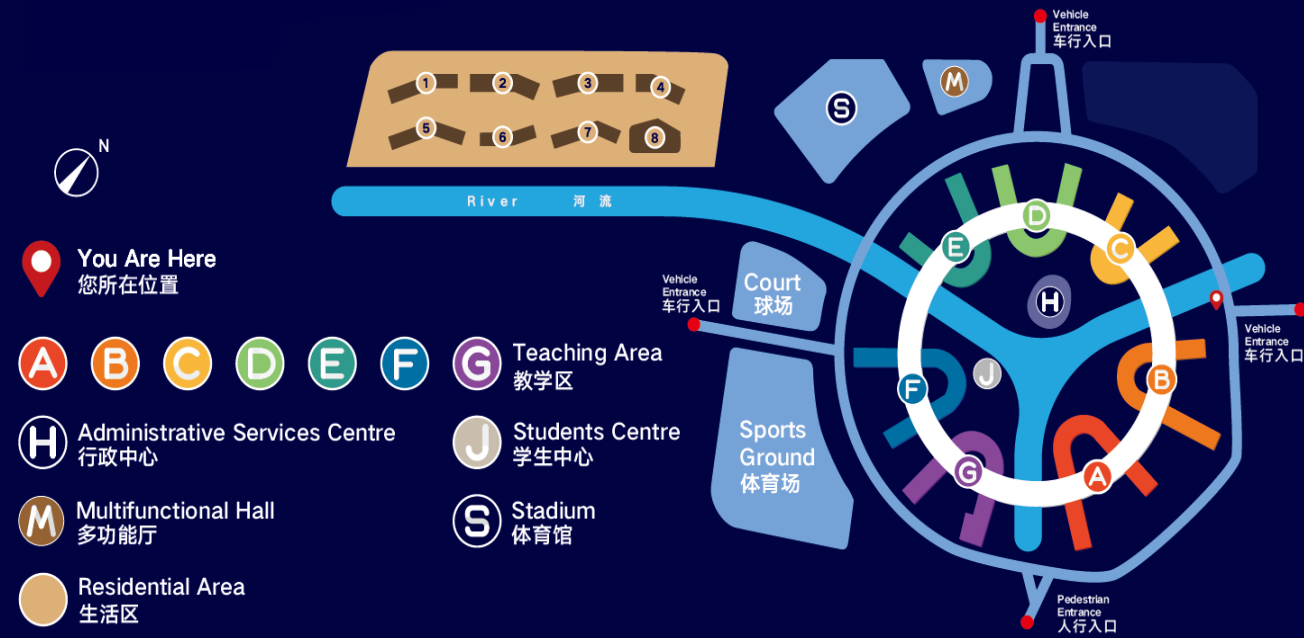 Vehicle
Entrance
车行入口
1
2
3
4
5
6
7
8
S
M
N
River 河 流
D
E
C
You Are Here
您所在位置
Court
球场
Vehicle
Entrance
车行入口
H
Vehicle
Entrance
车行入口
A B C D E F G Teaching Area
教学区
F
J
B
H Administrative Services Centre
行政中心
J Students Centre
学生中心
Sports
Ground
体育场
G
A
M Multifunctional Hall
多功能厅
S Stadium
体育馆
Residential Area
生活区
Pedestrian
Entrance
人行入口